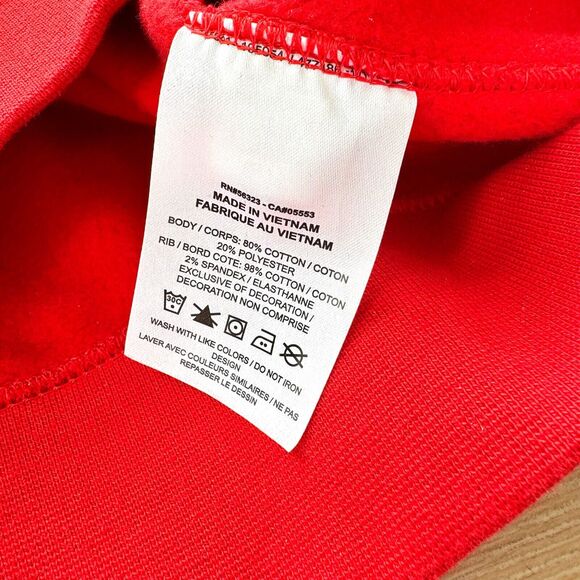 RN#56323 - CA#05553
MADE IN VIETNAM
FABRIQUE AU VIETNAM
BODY / CORPS: 80% COTTON / COTON
20% POLYESTER
RIB / BORD COTE: 98% COTTON / COTON
2% SPANDEX / ELASTHANNE
EXCLUSIVE OF DECORATION /
DECORATION NON COMPRISE
30C
WASH WITH LIKE COLORS / DO NOT IRON
DESIGN
LAVER AVEC COULEURS SIMILAIRES / NE PAS
REPASSER LE DESSIN